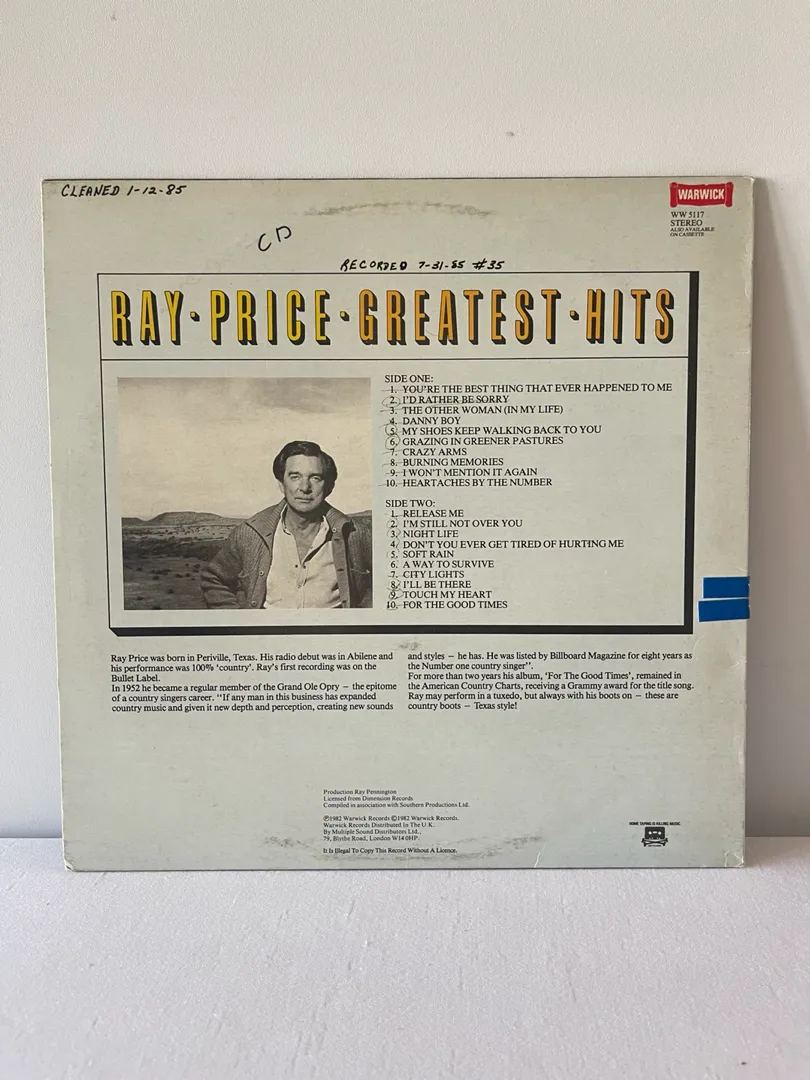 CLEANED 1-12-85
WARWICK
WW 5117
STEREO
ALSO AVAILABLE
ON CASSETTE
CD
RECORDED 7-31-85 #35
RAY·PRICE·GREATEST·HITS
SIDE ONE:
1. YOU'RE THE BEST THING THAT EVER HAPPENED TO ME
2. I'D RATHER BE SORRY
3. THE OTHER WOMAN (IN MY LIFE)
4. DANNY BOY
5. MY SHOES KEEP WALKING BACK TO YOU
6. GRAZING IN GREENER PASTURES
7. CRAZY ARMS
8. BURNING MEMORIES
9. I WON'T MENTION IT AGAIN
10. HEARTACHES BY THE NUMBER
SIDE TWO:
1. RELEASE ME
2. I'M STILL NOT OVER YOU
3. NIGHT LIFE
4. DON'T YOU EVER GET TIRED OF HURTING ME
5. SOFT RAIN
6. A WAY TO SURVIVE
7. CITY LIGHTS
8. I'LL BE THERE
9. TOUCH MY HEART
10. FOR THE GOOD TIMES
Ray Price was born in Periville, Texas. His radio debut was in Abilene and
his performance was 100% 'country'. Ray's first recording was on the
Bullet Label.
In 1952 he became a regular member of the Grand Ole Opry — the epitome
of a country singers career. "If any man in this business has expanded
country music and given it new depth and perception, creating new sounds
and styles — he has. He was listed by Billboard Magazine for eight years as
the Number one country singer".
For more than two years his album, 'For The Good Times', remained in
the American Country Charts, receiving a Grammy award for the title song.
Ray may perform in a tuxedo, but always with his boots on — these are
country boots — Texas style!
Production Ray Pennington
Licensed from Dimension Records
Compiled in association with Southern Productions Ltd.
℗1982 Warwick Records ©1982 Warwick Records.
Warwick Records Distributed In The U.K.
By Multiple Sound Distributors Ltd.,
79, Blythe Road, London W14 0HP.
It Is Illegal To Copy This Record Without A Licence.
HOME TAPING IS KILLING MUSIC